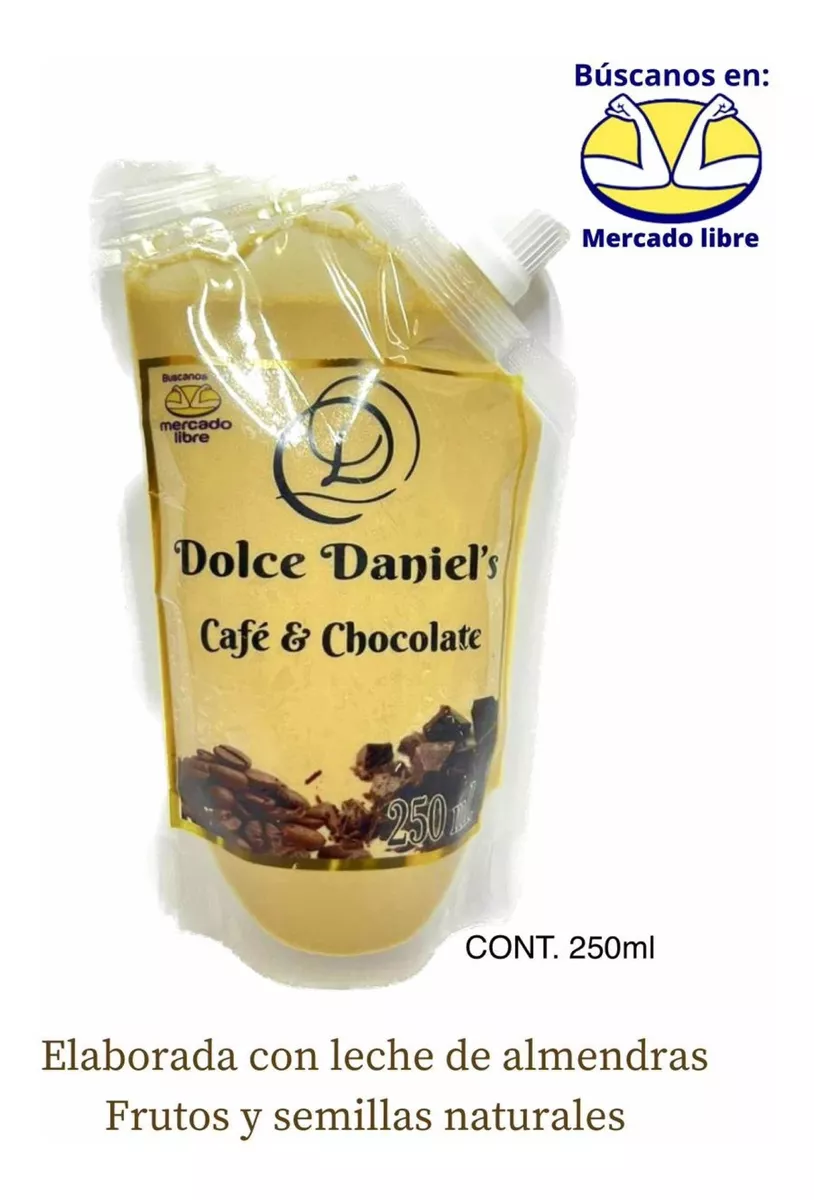 Búscanos en:
Mercado libre
Buscanos
mercado
libre
D
Dolce Daniel's
Café & Chocolate
250 ml
CONT. 250ml
Elaborada con leche de almendras
Frutos y semillas naturales